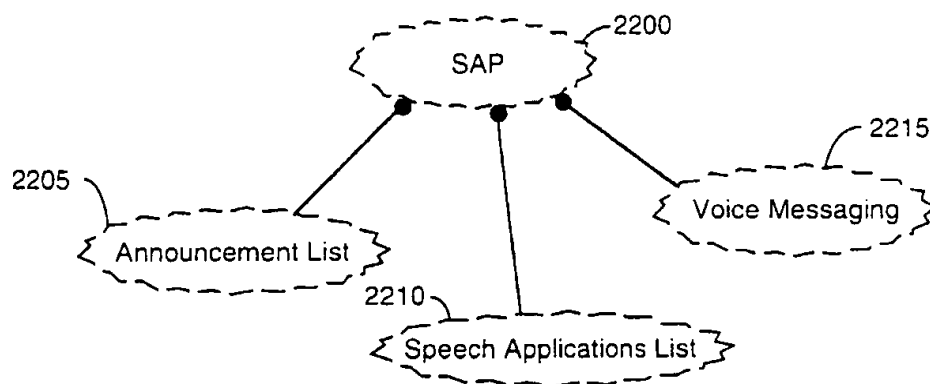 2200
SAP
2215
2205
Voice Messaging
Announcement List
2210
Speech Applications List